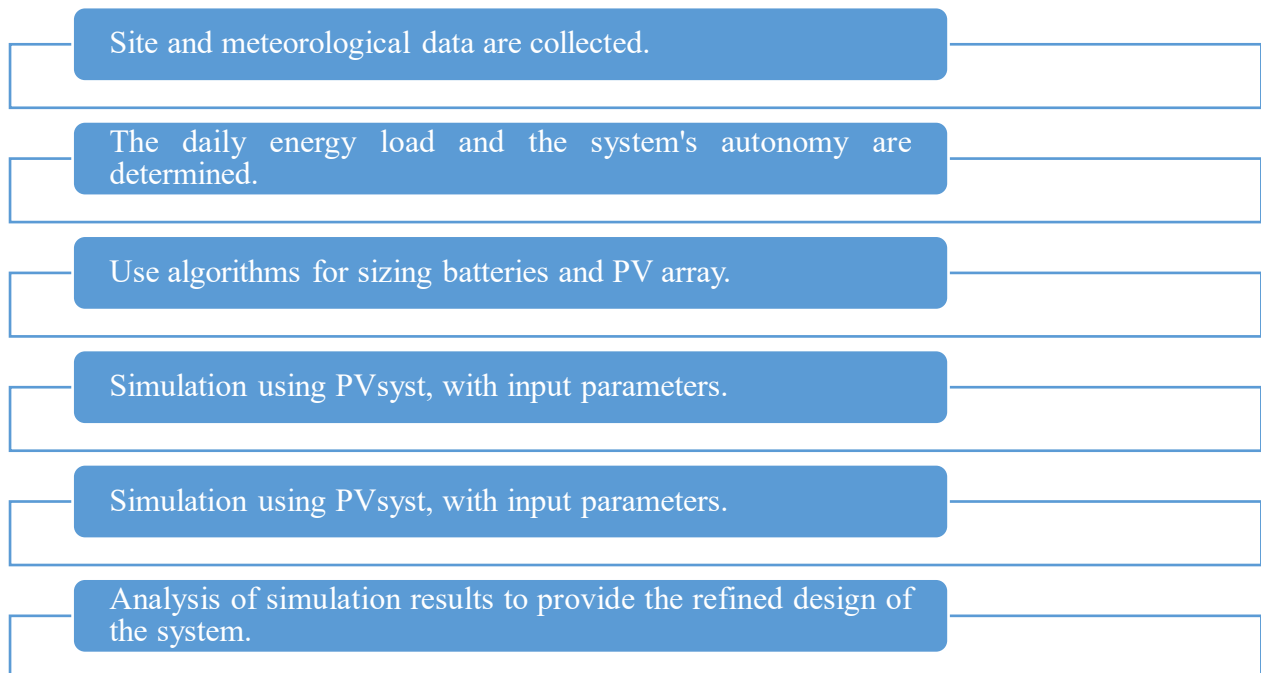 Site and meteorological data are collected.
The daily energy load and the system's autonomy are
determined.
Use algorithms for sizing batteries and PV array.
Simulation using PVsyst, with input parameters.
Simulation using PVsyst, with input parameters.
Analysis of simulation results to provide the refined design of
the system.